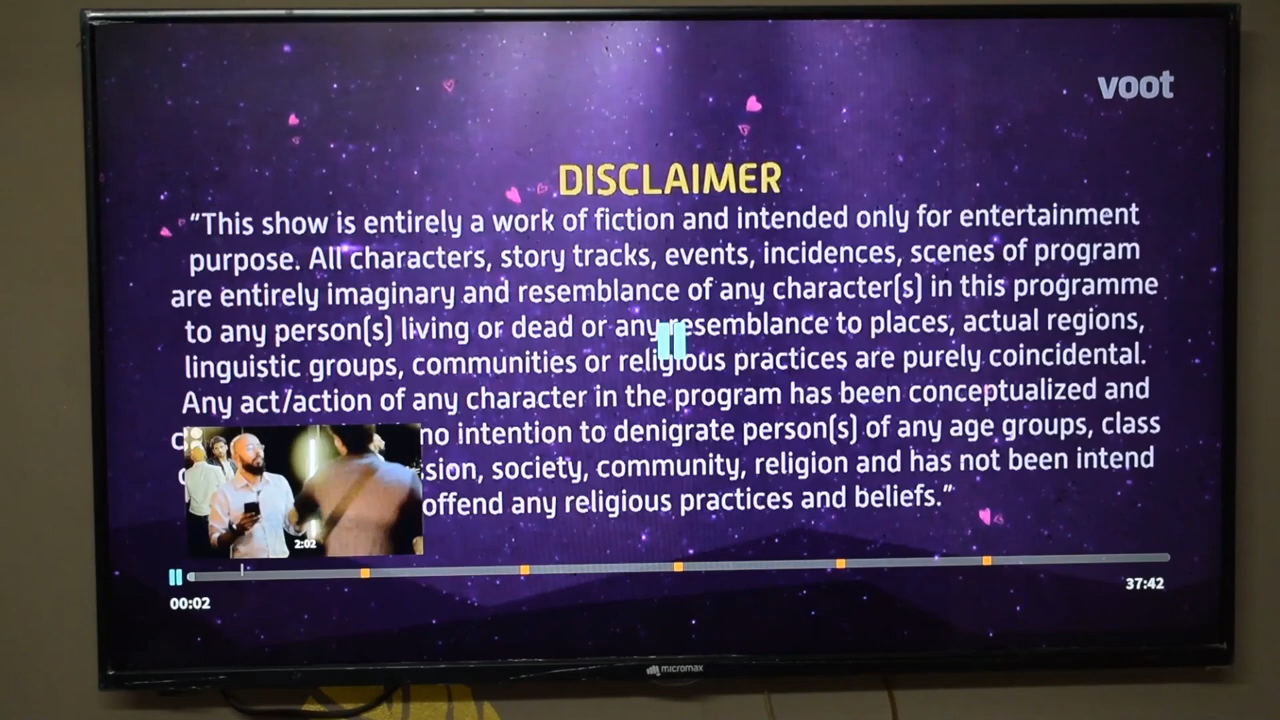 voot
DISCLAIMER
“This show is entirely a work of fiction and intended only for entertainment
purpose. All characters, story tracks, events, incidences, scenes of program
are entirely imaginary and resemblance of any character(s) in this programme
to any person(s) living or dead or any resemblance to places, actual regions,
linguistic groups, communities or religious practices are purely coincidental.
Any act/action of any character in the program has been conceptualized and
no intention to denigrate person(s) of any age groups, class
society, community, religion and has not been intend
offend any religious practices and beliefs.”
2:02
00:02
37:42
micromax